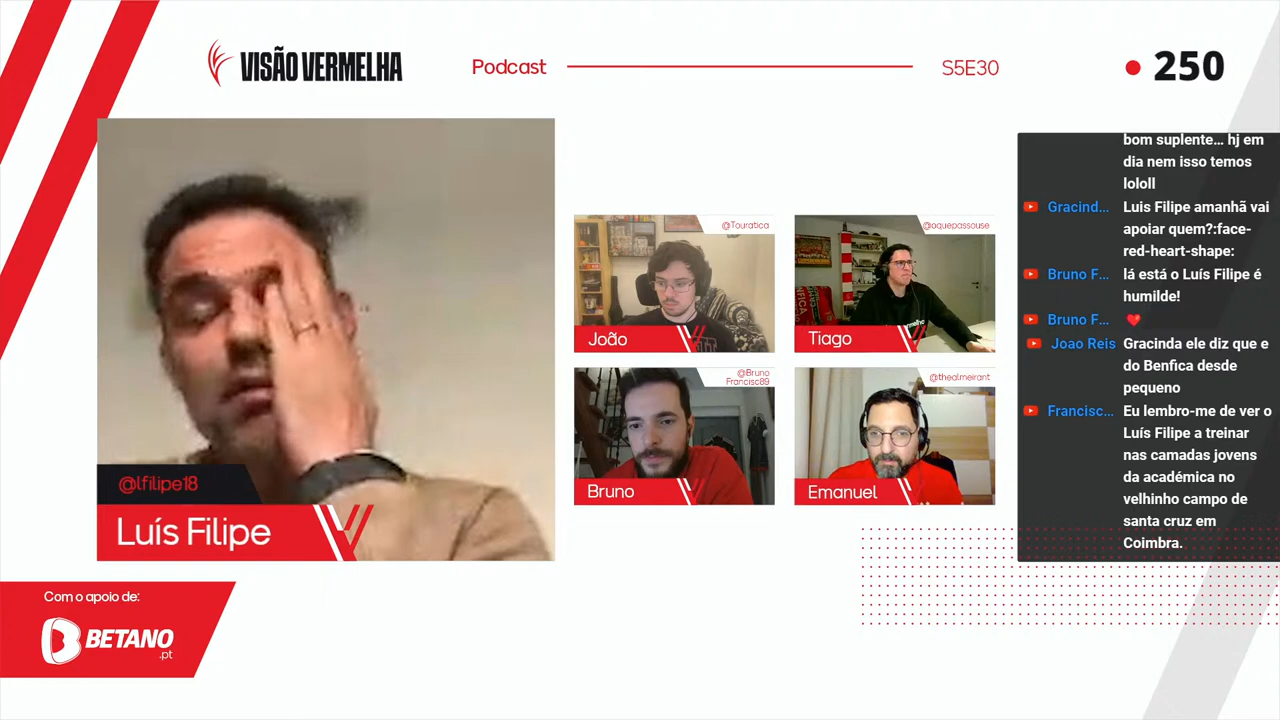 VISÃO VERMELHA
Podcast
S5E30
250
bom suplente... hj em
dia nem isso temos
lololl
Gracind... Luis Filipe amanhã vai
apoiar quem?:face-
red-heart-shape:
Bruno F... lá está o Luís Filipe é
humilde!
Bruno F... ❤️
Joao Reis Gracinda ele diz que e
do Benfica desde
pequeno
Francisc... Eu lembro-me de ver o
Luís Filipe a treinar
nas camadas jovens
da académica no
velhinho campo de
santa cruz em
Coimbra.
@Touratica
João
@oquepassouse
Tiago
@Bruno
Francisc89
Bruno
@thealmeirant
Emanuel
@lfilipe18
Luís Filipe
Com o apoio de:
BETANO
.pt